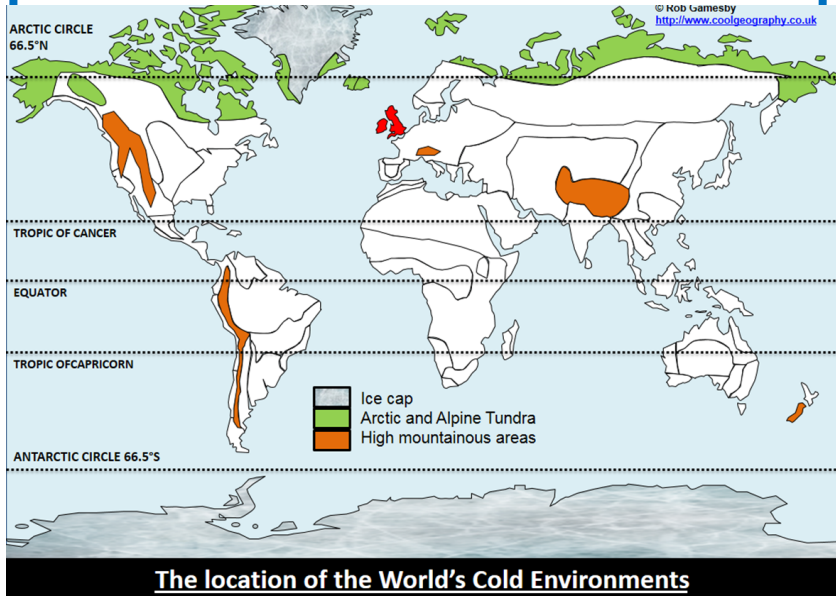 © Rob Gamesby
http://www.coolgeography.co.uk
ARCTIC CIRCLE
66.5°N
TROPIC OF CANCER
EQUATOR
TROPIC OFCAPRICORN
Ice cap
Arctic and Alpine Tundra
High mountainous areas
ANTARCTIC CIRCLE 66.5°S
The location of the World's Cold Environments